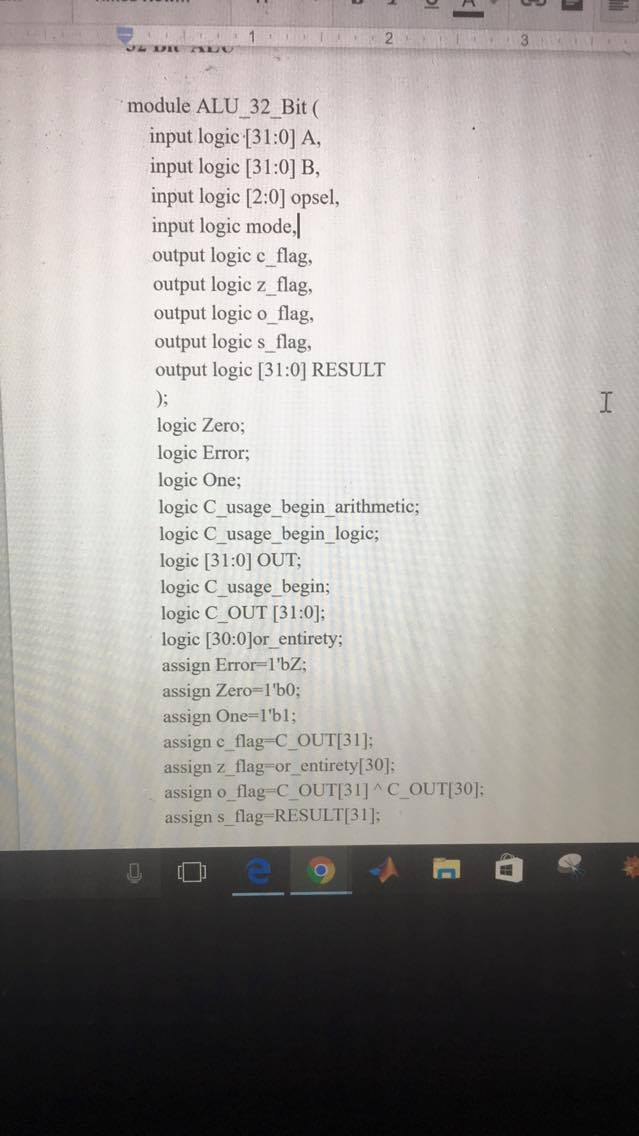 1 2 3
32 Bit ALU
module ALU_32_Bit (
input logic [31:0] A,
input logic [31:0] B,
input logic [2:0] opsel,
input logic mode,
output logic c_flag,
output logic z_flag,
output logic o_flag,
output logic s_flag,
output logic [31:0] RESULT
);
logic Zero;
logic Error;
logic One;
logic C_usage_begin_arithmetic;
logic C_usage_begin_logic;
logic [31:0] OUT;
logic C_usage_begin;
logic C_OUT [31:0];
logic [30:0]or_entirety;
assign Error=1'bZ;
assign Zero=1'b0;
assign One=1'b1;
assign c_flag=C_OUT[31];
assign z_flag=or_entirety[30];
assign o_flag=C_OUT[31] ^ C_OUT[30];
assign s_flag=RESULT[31];